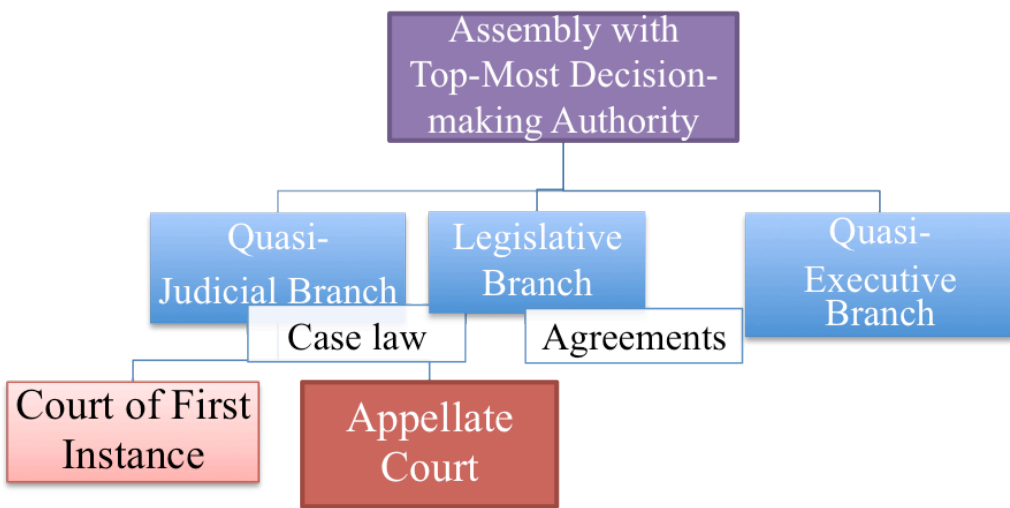 Assembly with
Top-Most Decision-
making Authority
Quasi-
Judicial Branch
Legislative
Branch
Quasi-
Executive
Branch
Case law
Agreements
Court of First
Instance
Appellate
Court